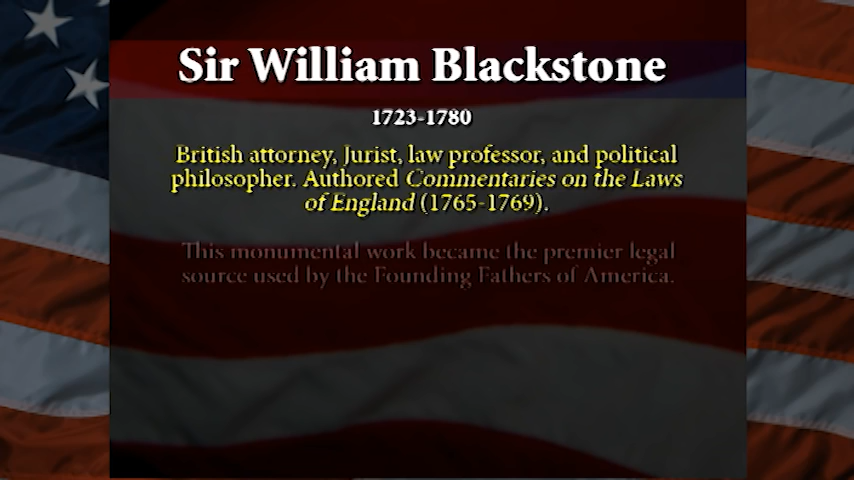 Sir William Blackstone
1723-1780
British attorney, Jurist, law professor, and political
philosopher. Authored Commentaries on the Laws
of England (1765-1769).
This monumental work became the premier legal
source used by the Founding Fathers of America.